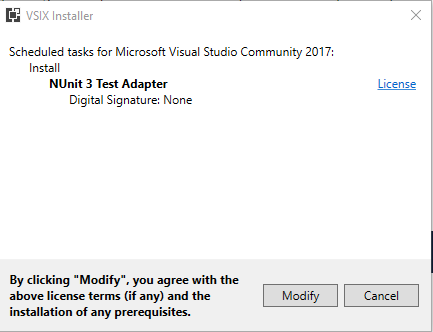 VSIX Installer
Scheduled tasks for Microsoft Visual Studio Community 2017:
Install
NUnit 3 Test Adapter
License
Digital Signature: None
By clicking "Modify", you agree with the
above license terms (if any) and the
installation of any prerequisites.
Modify
Cancel